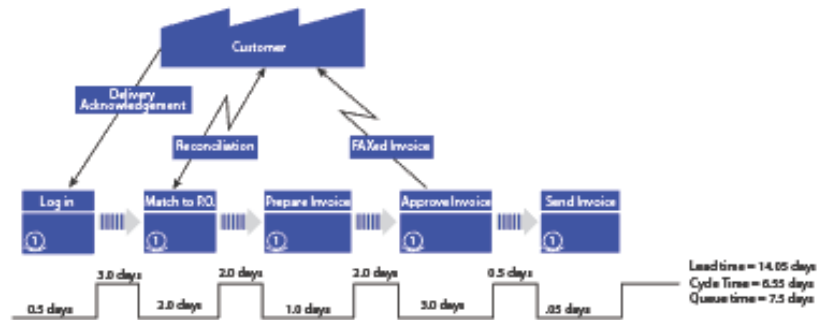 Customer
Delivery
Acknowledgement
Reconciliation
FAXed Invoice
Log in
Match to P.O.
Prepare Invoice
Approve Invoice
Send Invoice
1
1
1
1
1
3.0 days
2.0 days
2.0 days
0.5 days
0.5 days
2.0 days
1.0 days
3.0 days
.05 days
Lead time = 14.05 days
Cycle Time = 6.55 days
Queue time = 7.5 days